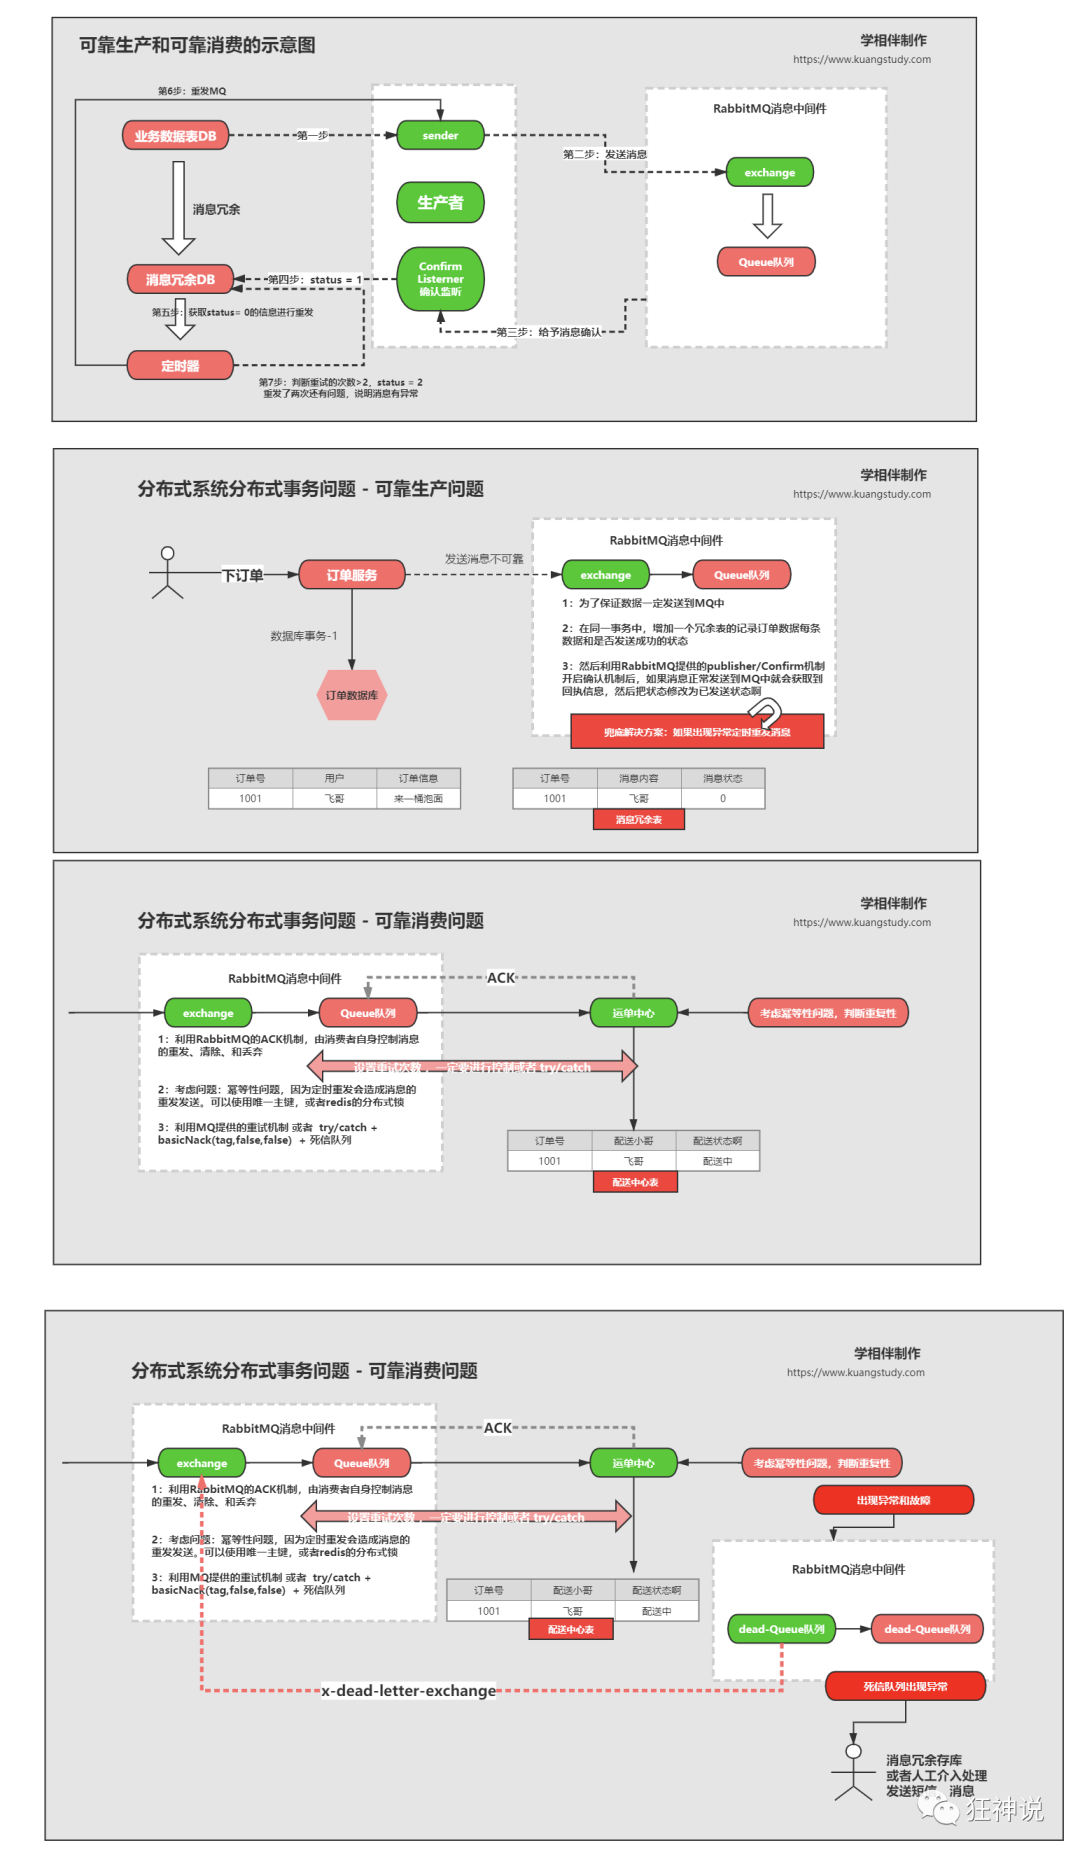 可靠生产和可靠消费的示意图
学相伴制作
https://www.kuangstudy.com
第6步：重发MQ
RabbitMQ消息中间件
业务数据表DB
第一步
sender
第二步：发送消息
exchange
生产者
消息冗余
Confirm
Listerner
确认监听
Queue队列
消息冗余DB
第四步：status = 1
第五步：获取status= 0的信息进行重发
第三步：给予消息确认
定时器
第7步：判断重试的次数>2，status = 2
重发了两次还有问题，说明消息有异常
分布式系统分布式事务问题 - 可靠生产问题
学相伴制作
https://www.kuangstudy.com
RabbitMQ消息中间件
发送消息不可靠
下订单
订单服务
exchange
Queue队列
1：为了保证数据一定发送到MQ中
2：在同一事务中，增加一个冗余表的记录订单数据每条
数据和是否发送成功的状态
数据库事务-1
3：然后利用RabbitMQ提供的publisher/Confirm机制
开启确认机制后，如果消息正常发送到MQ中就会获取到
回执信息，然后把状态修改为已发送状态啊
订单数据库
兜底解决方案：如果出现异常定时重发消息
订单号 用户 订单信息
1001 飞哥 来一桶泡面
订单号 消息内容 消息状态
1001 飞哥 0
消息冗余表
分布式系统分布式事务问题 - 可靠消费问题
学相伴制作
https://www.kuangstudy.com
RabbitMQ消息中间件
ACK
exchange
Queue队列
运单中心
考虑幂等性问题，判断重复性
1：利用RabbitMQ的ACK机制，由消费者自身控制消息
的重发、清除、和丢弃
设置重试次数，一定要进行控制或者 try/catch
2：考虑问题：幂等性问题，因为定时重发会造成消息的
重发发送。可以使用唯一主键，或者redis的分布式锁
3：利用MQ提供的重试机制 或者 try/catch +
basicNack(tag,false,false) + 死信队列
订单号 配送小哥 配送状态啊
1001 飞哥 配送中
配送中心表
分布式系统分布式事务问题 - 可靠消费问题
学相伴制作
https://www.kuangstudy.com
RabbitMQ消息中间件
ACK
exchange
Queue队列
运单中心
考虑幂等性问题，判断重复性
1：利用RabbitMQ的ACK机制，由消费者自身控制消息
的重发、清除、和丢弃
出现异常和故障
设置重试次数，一定要进行控制或者 try/catch
2：考虑问题：幂等性问题，因为定时重发会造成消息的
重发发送。可以使用唯一主键，或者redis的分布式锁
3：利用MQ提供的重试机制 或者 try/catch +
basicNack(tag,false,false) + 死信队列
RabbitMQ消息中间件
订单号 配送小哥 配送状态啊
1001 飞哥 配送中
配送中心表
dead-Queue队列
dead-Queue队列
x-dead-letter-exchange
死信队列出现异常
消息冗余存库
或者人工介入处理
发送短信、消息
狂神说